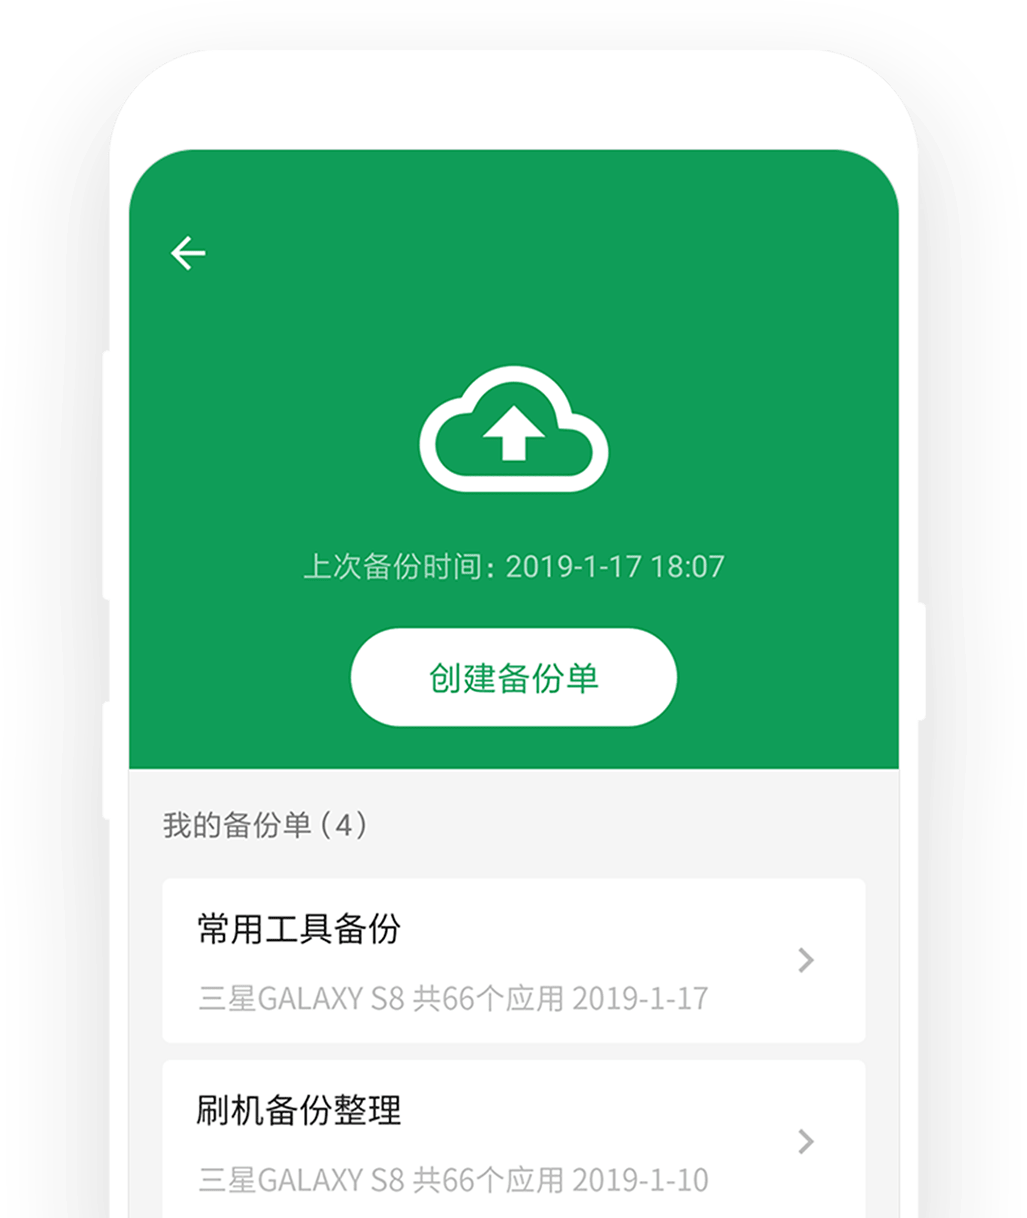 上次备份时间: 2019-1-17 18:07
创建备份单
我的备份单 (4)
常用工具备份
三星GALAXY S8 共66个应用 2019-1-17
刷机备份整理
三星GALAXY S8 共66个应用 2019-1-10